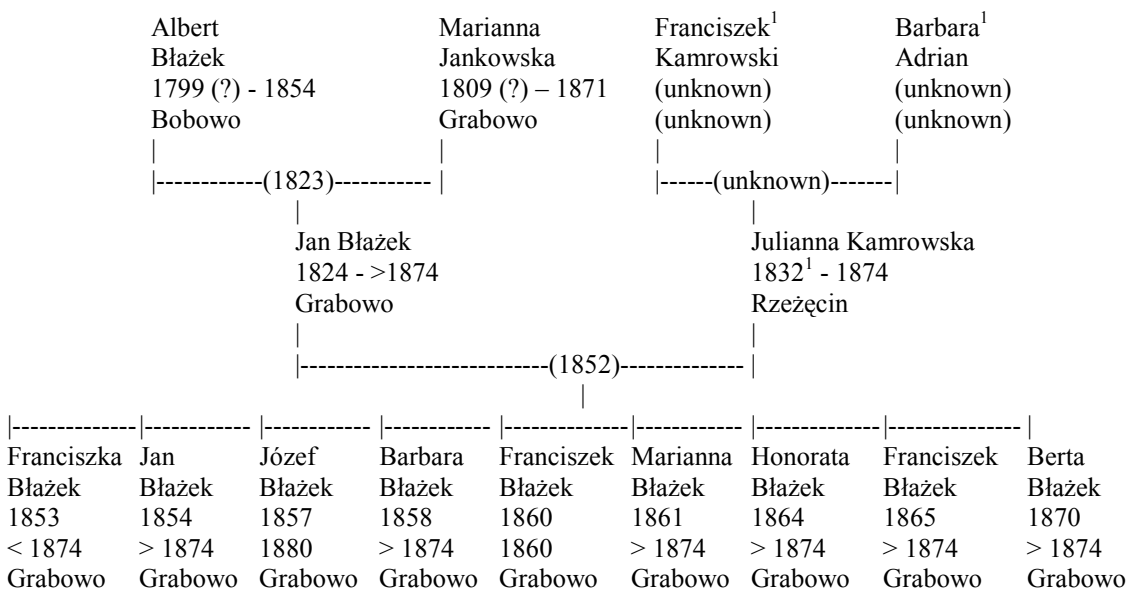 Albert Marianna Franciszek¹ Barbara¹
Błażek Jankowska Kamrowski Adrian
1799 (?) - 1854 1809 (?) – 1871 (unknown) (unknown)
Bobowo Grabowo (unknown) (unknown)
| | | |
|------------(1823)----------- | |------(unknown)-------|
| |
Jan Błażek Julianna Kamrowska
1824 - >1874 1832¹ - 1874
Grabowo Rzeżęcin
| |
|----------------------------(1852)-------------- |
|
|--------------|------------ |------------ |------------ |--------------|------------ |--------------|--------------- |
Franciszka Jan Józef Barbara Franciszek Marianna Honorata Franciszek Berta
Błażek Błażek Błażek Błażek Błażek Błażek Błażek Błażek Błażek
1853 1854 1857 1858 1860 1861 1864 1865 1870
< 1874 > 1874 1880 > 1874 1860 > 1874 > 1874 > 1874 > 1874
Grabowo Grabowo Grabowo Grabowo Grabowo Grabowo Grabowo Grabowo Grabowo